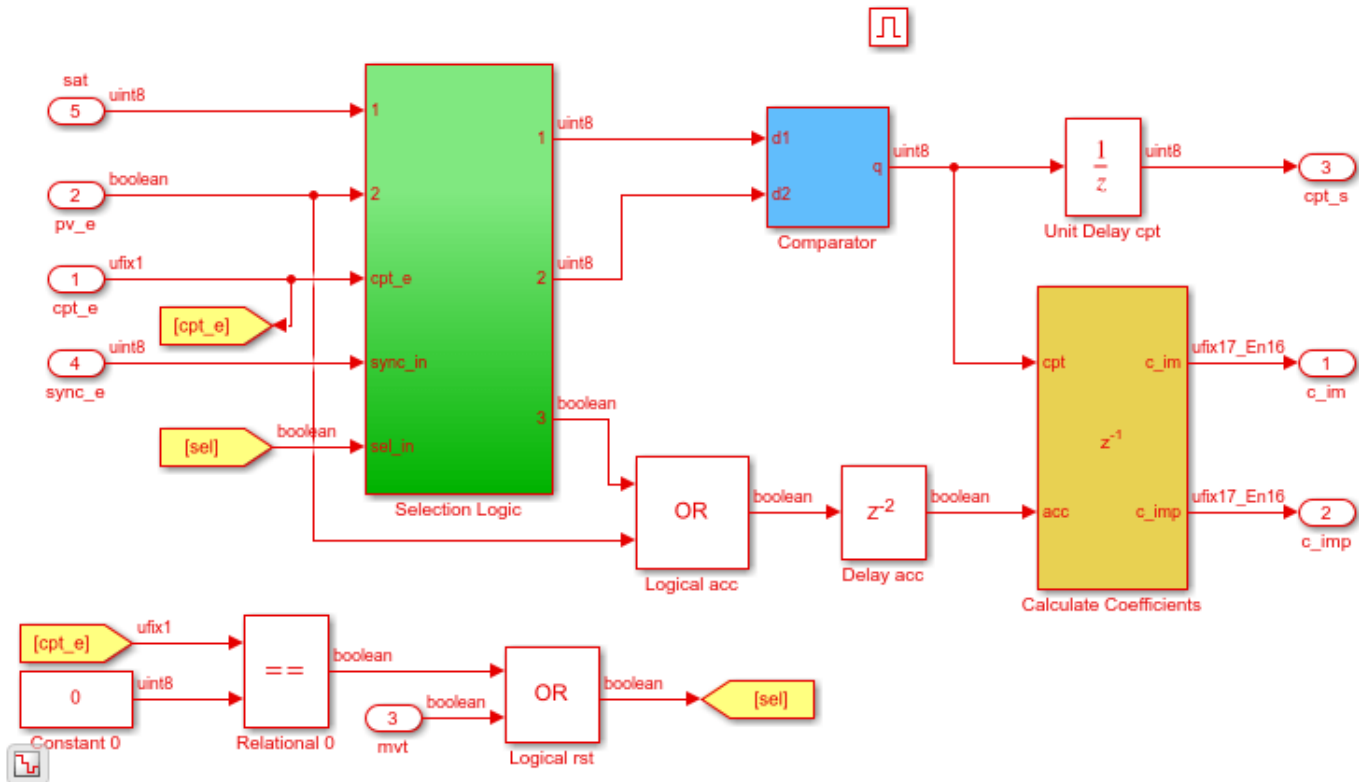 sat
5
uint8
1
1
uint8
d1
q
uint8
1
z
uint8
3
cpt_s
Unit Delay cpt
2
boolean
pv_e
2
d2
Comparator
1
ufix1
cpt_e
cpt_e
2
uint8
[cpt_e]
4
uint8
sync_e
sync_in
cpt
c_im
ufix17_En16
1
c_im
[sel]
boolean
sel_in
3
boolean
Selection Logic
z-1
OR
boolean
Logical acc
z-2
boolean
Delay acc
acc
c_imp
ufix17_En16
2
c_imp
Calculate Coefficients
[cpt_e]
ufix1
0
uint8
Constant 0
==
boolean
Relational 0
3
boolean
mvt
OR
boolean
Logical rst
[sel]